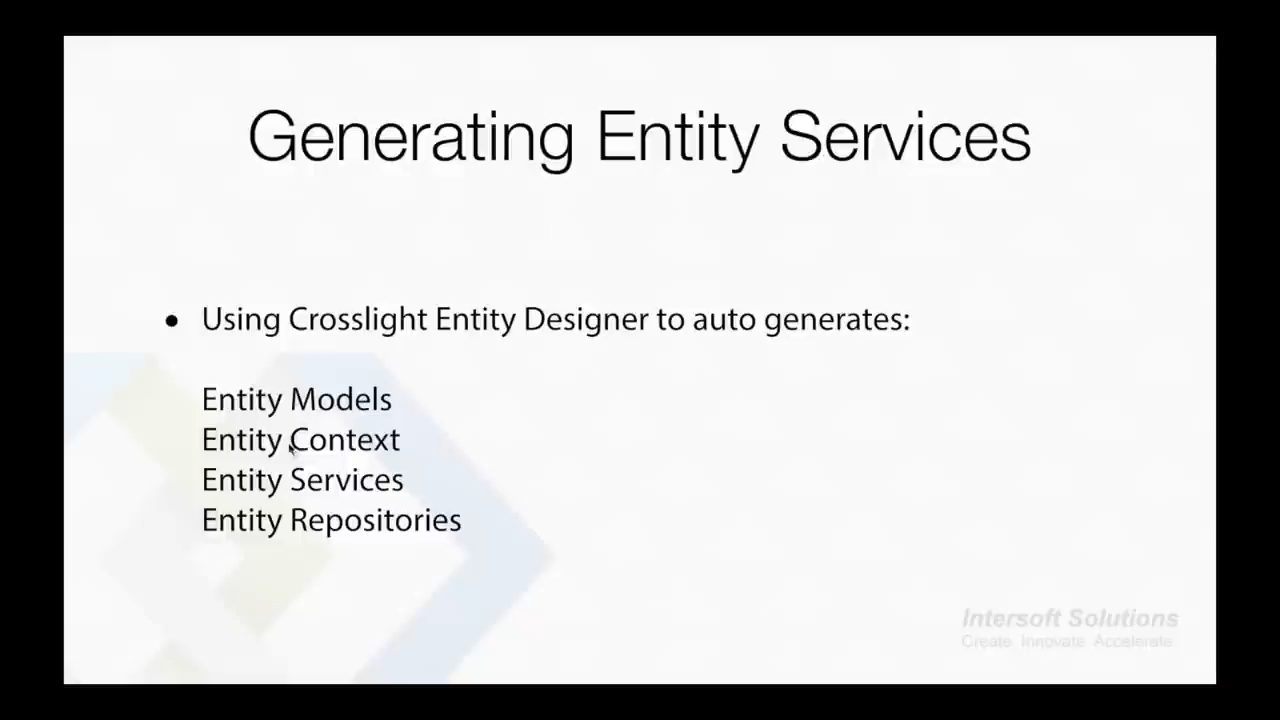 Generating Entity Services
• Using Crosslight Entity Designer to auto generates:
Entity Models
Entity Context
Entity Services
Entity Repositories
Intersoft Solutions
Create. Innovate. Accelerate.